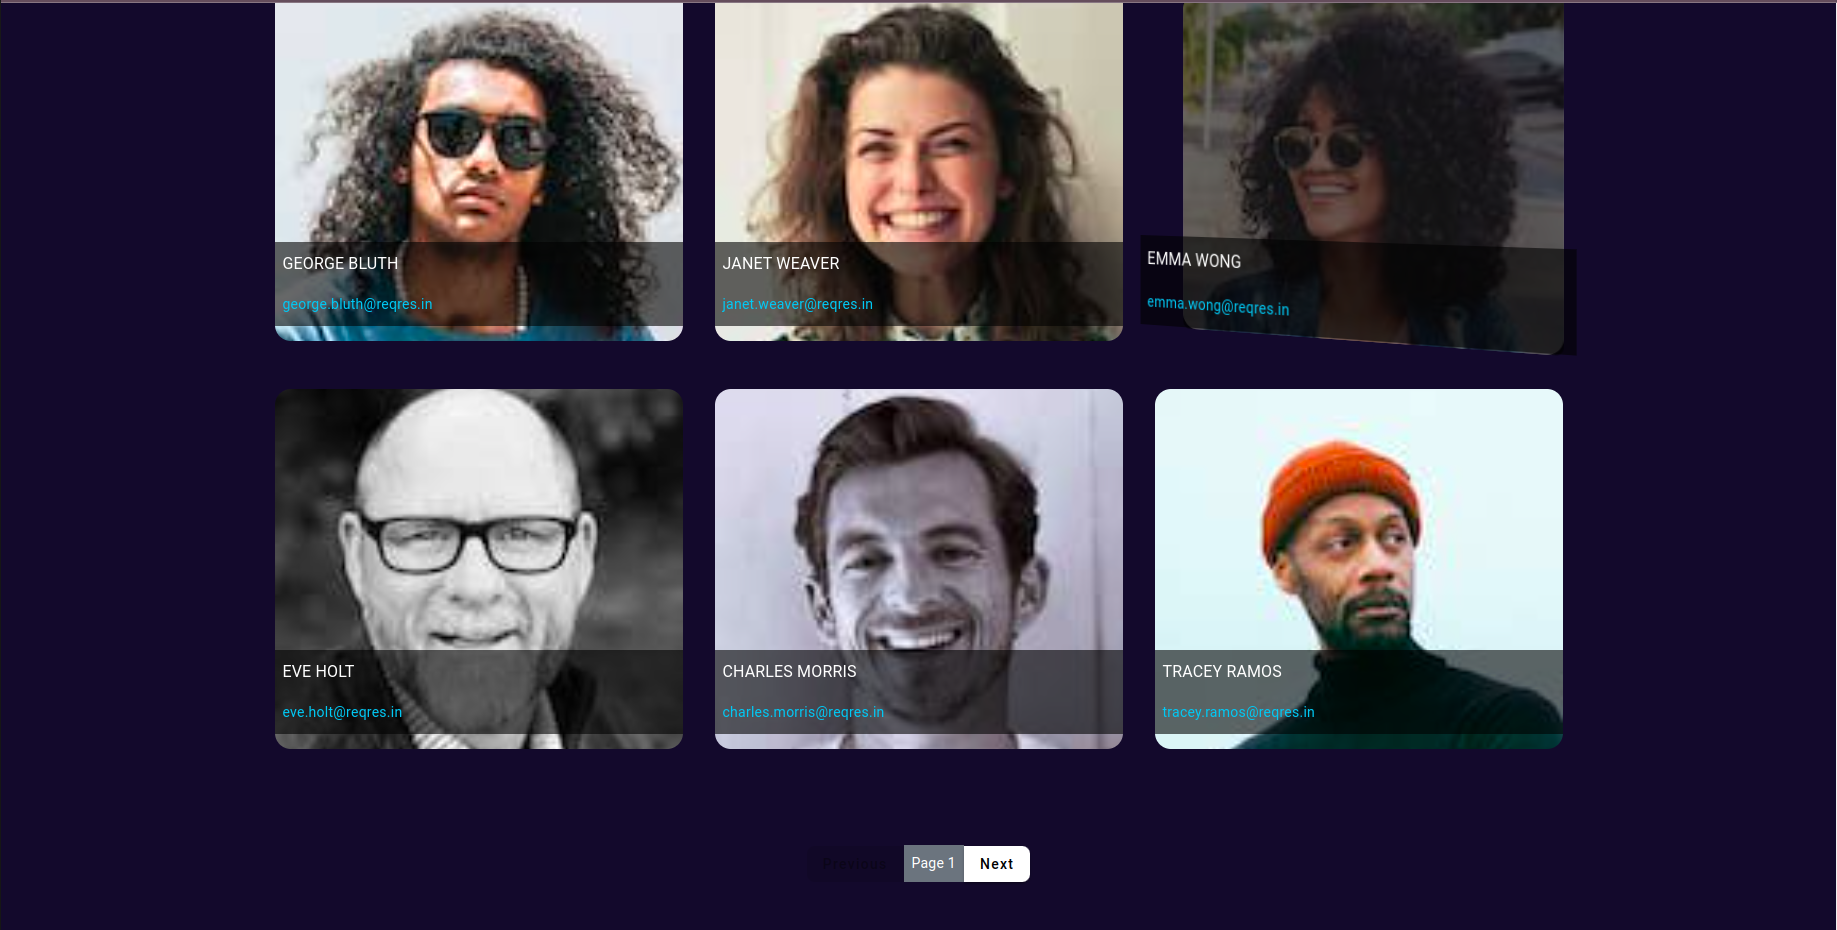 GEORGE BLUTH
george.bluth@reqres.in
JANET WEAVER
janet.weaver@reqres.in
EMMA WONG
emma.wong@reqres.in
EVE HOLT
eve.holt@reqres.in
CHARLES MORRIS
charles.morris@reqres.in
TRACEY RAMOS
tracey.ramos@reqres.in
Previous Page 1 Next